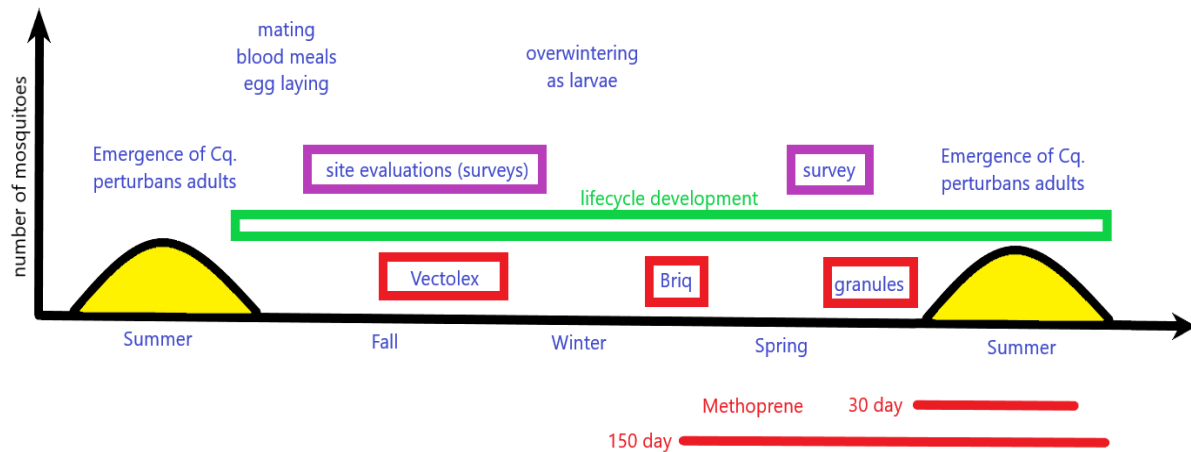 number of mosquitoes
mating
blood meals
egg laying
overwintering
as larvae
Emergence of Cq.
perturbans adults
site evaluations (surveys)
survey
Emergence of Cq.
perturbans adults
lifecycle development
Vectolex
Briq
granules
Summer
Fall
Winter
Spring
Summer
Methoprene
30 day
150 day